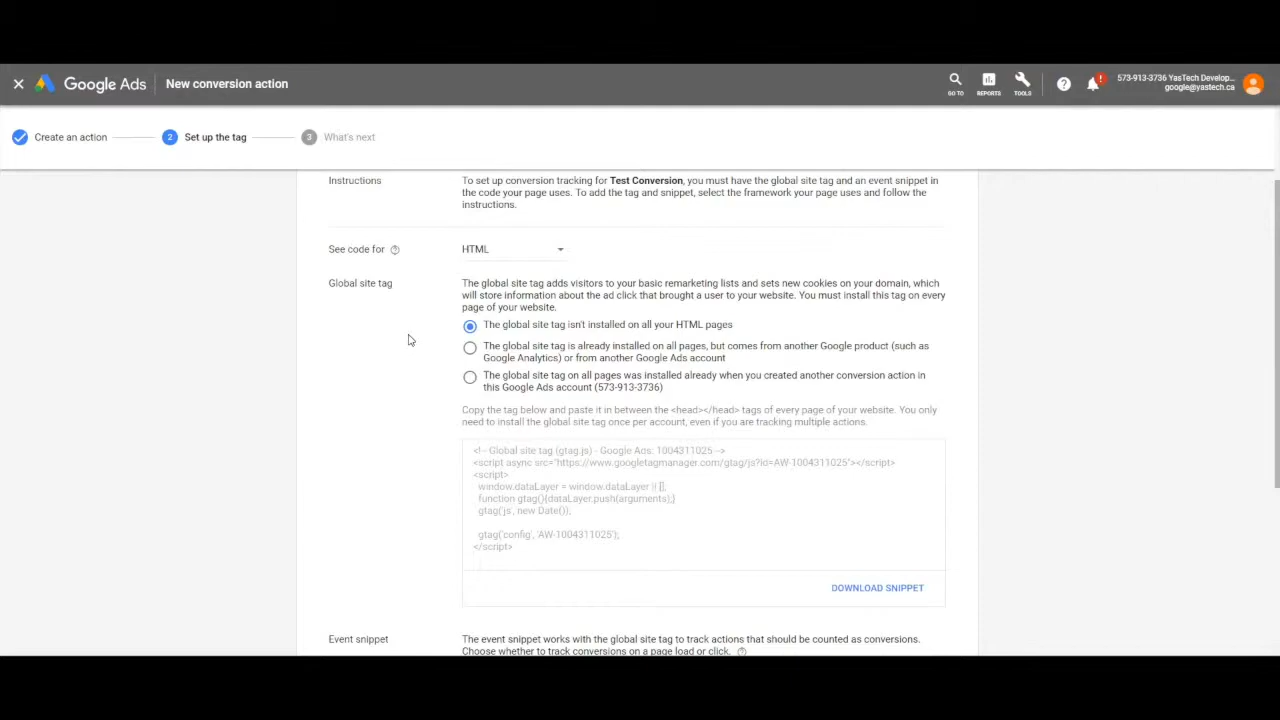 Google Ads
New conversion action
GO TO
REPORTS
TOOLS
?
!
573-913-3736 YasTech Develop...
google@yastech.ca
Create an action
2
Set up the tag
3
What's next
Instructions
To set up conversion tracking for Test Conversion, you must have the global site tag and an event snippet in
the code your page uses. To add the tag and snippet, select the framework your page uses and follow the
instructions.
See code for ?
HTML
Global site tag
The global site tag adds visitors to your basic remarketing lists and sets new cookies on your domain, which
will store information about the ad click that brought a user to your website. You must install this tag on every
page of your website.
The global site tag isn't installed on all your HTML pages
The global site tag is already installed on all pages, but comes from another Google product (such as
Google Analytics) or from another Google Ads account
The global site tag on all pages was installed already when you created another conversion action in
this Google Ads account (573-913-3736)
Copy the tag below and paste it in between the <head></head> tags of every page of your website. You only
need to install the global site tag once per account, even if you are tracking multiple actions.
<!-- Global site tag (gtag.js) - Google Ads: 1004311025 -->
<script async src="https://www.googletagmanager.com/gtag/js?id=AW-1004311025"></script>
<script>
window.dataLayer = window.dataLayer || [];
function gtag(){dataLayer.push(arguments);}
gtag('js', new Date());
gtag('config', 'AW-1004311025');
</script>
DOWNLOAD SNIPPET
Event snippet
The event snippet works with the global site tag to track actions that should be counted as conversions.
Choose whether to track conversions on a page load or click. ?